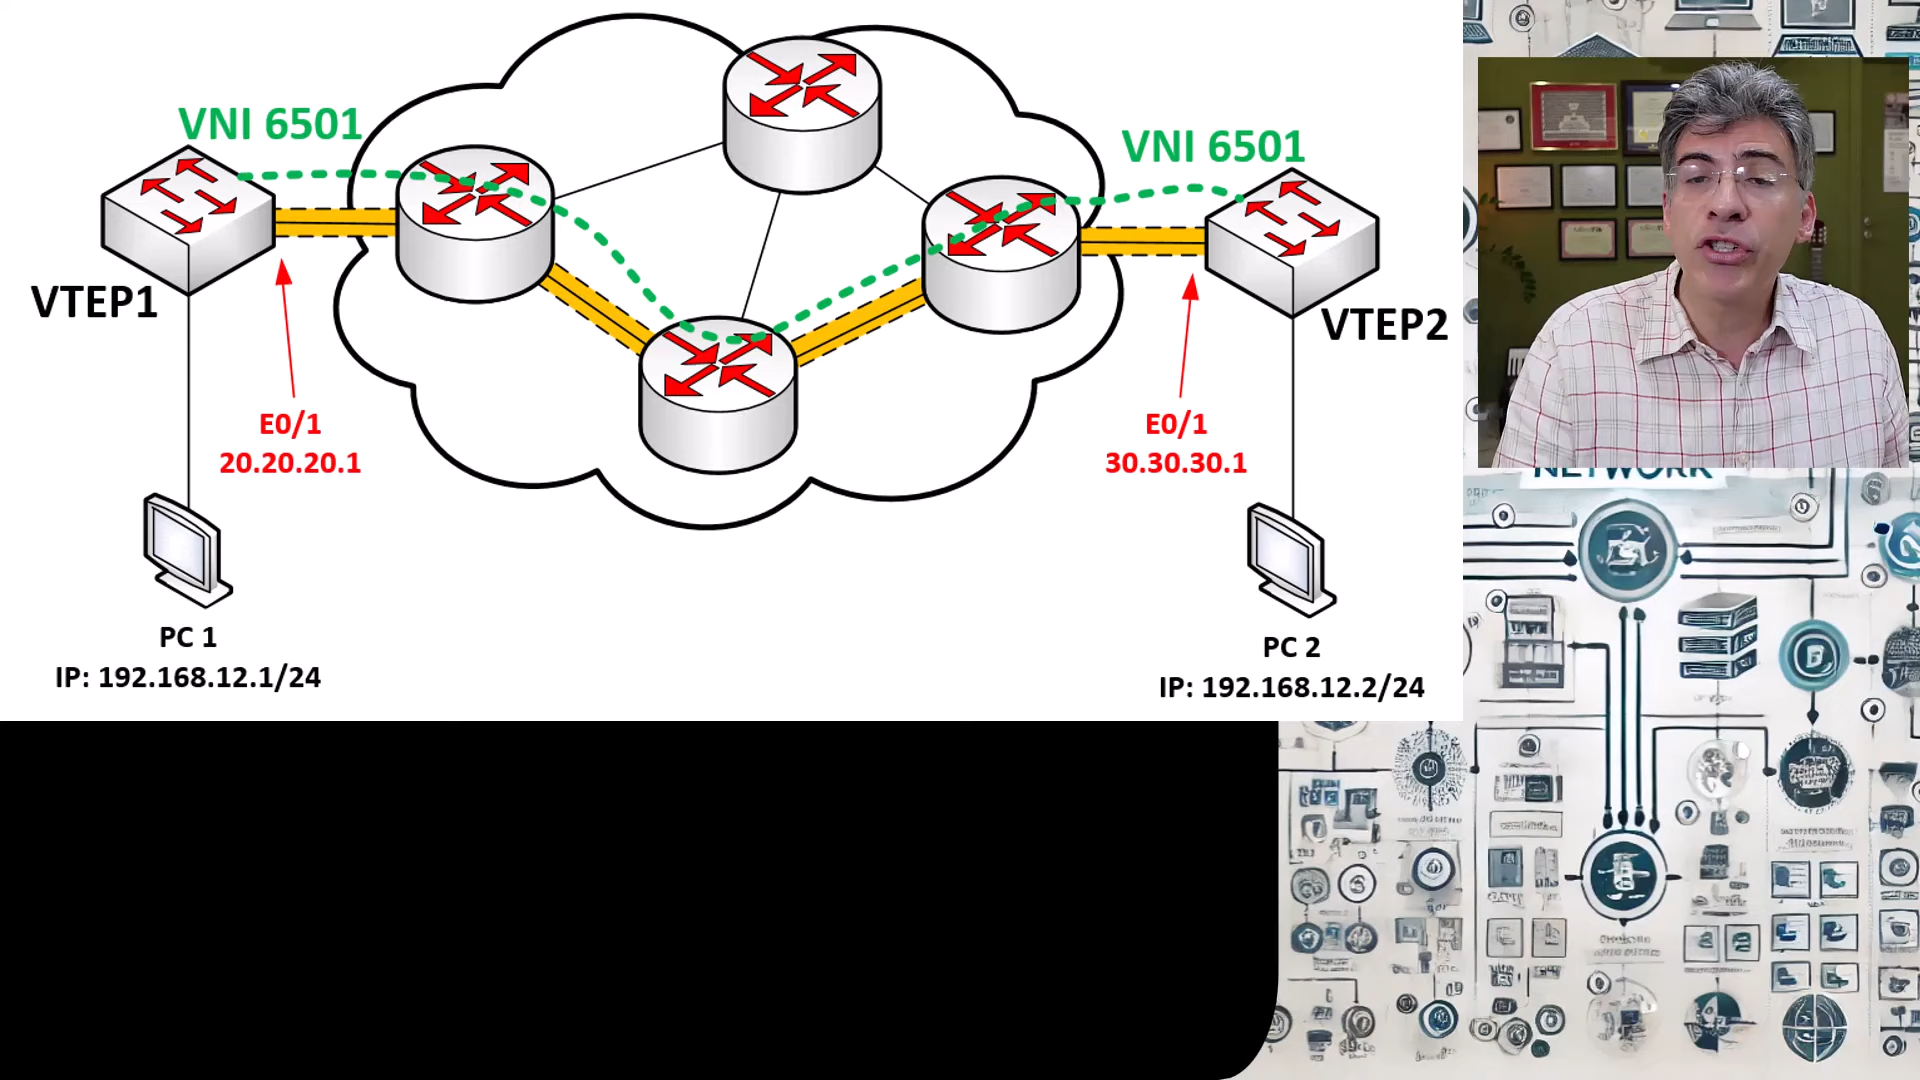 VNI 6501
VNI 6501
VTEP1
VTEP2
E0/1
20.20.20.1
E0/1
30.30.30.1
PC 1
IP: 192.168.12.1/24
PC 2
IP: 192.168.12.2/24
NETWORK